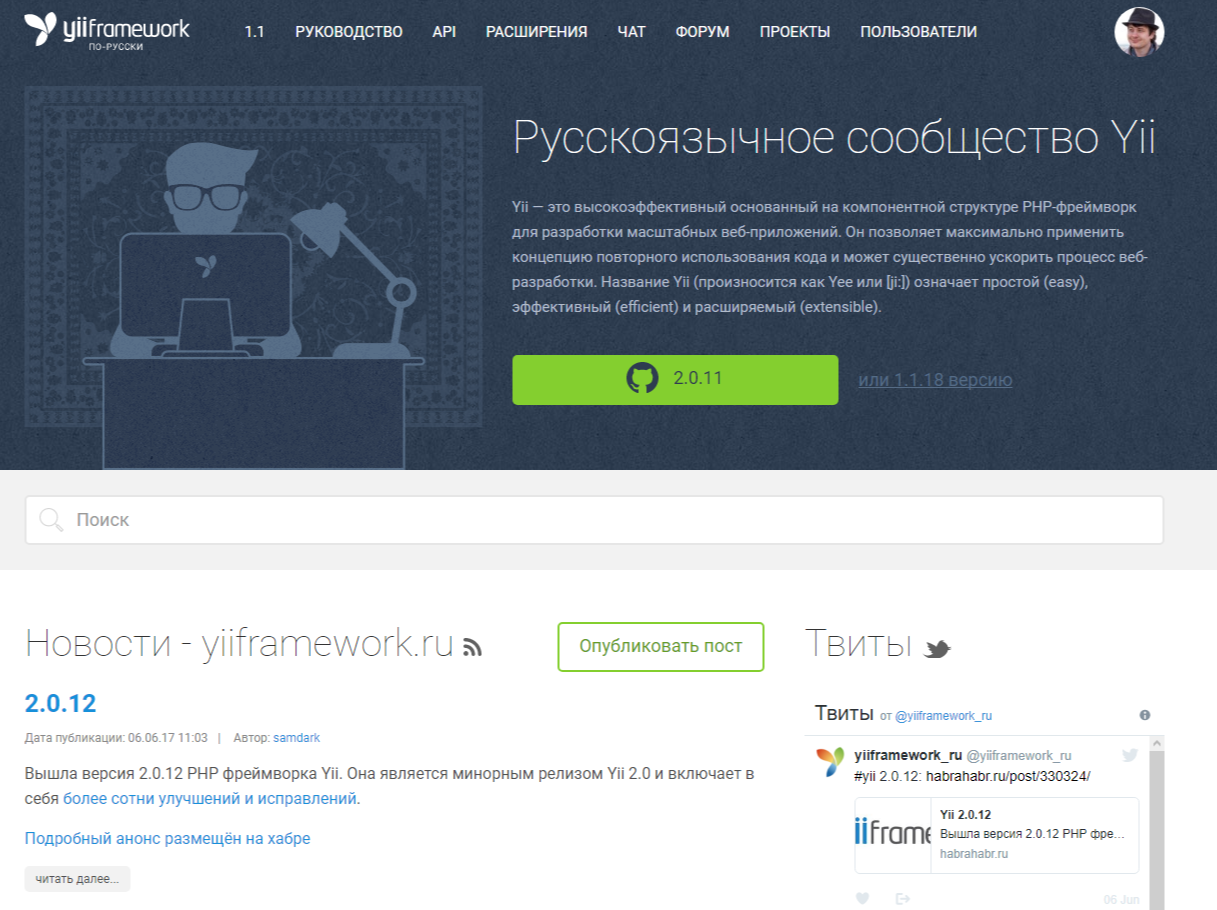 yiiframework
ПО-РУССКИ
1.1 РУКОВОДСТВО API РАСШИРЕНИЯ ЧАТ ФОРУМ ПРОЕКТЫ ПОЛЬЗОВАТЕЛИ
Русскоязычное сообщество Yii
Yii — это высокоэффективный основанный на компонентной структуре PHP-фреймворк
для разработки масштабных веб-приложений. Он позволяет максимально применить
концепцию повторного использования кода и может существенно ускорить процесс веб-
разработки. Название Yii (произносится как Yee или [ji:]) означает простой (easy),
эффективный (efficient) и расширяемый (extensible).
2.0.11
или 1.1.18 версию
Поиск
Новости - yiiframework.ru
Опубликовать пост
2.0.12
Дата публикации: 06.06.17 11:03 | Автор: samdark
Вышла версия 2.0.12 PHP фреймворка Yii. Она является минорным релизом Yii 2.0 и включает в
себя более сотни улучшений и исправлений.
Подробный анонс размещён на хабре
читать далее...
Твиты
Твиты от @yiiframework_ru
yiiframework_ru @yiiframework_ru
#yii 2.0.12: habrahabr.ru/post/330324/
iiframe
Yii 2.0.12
Вышла версия 2.0.12 PHP фре...
habrahabr.ru
06 Jun